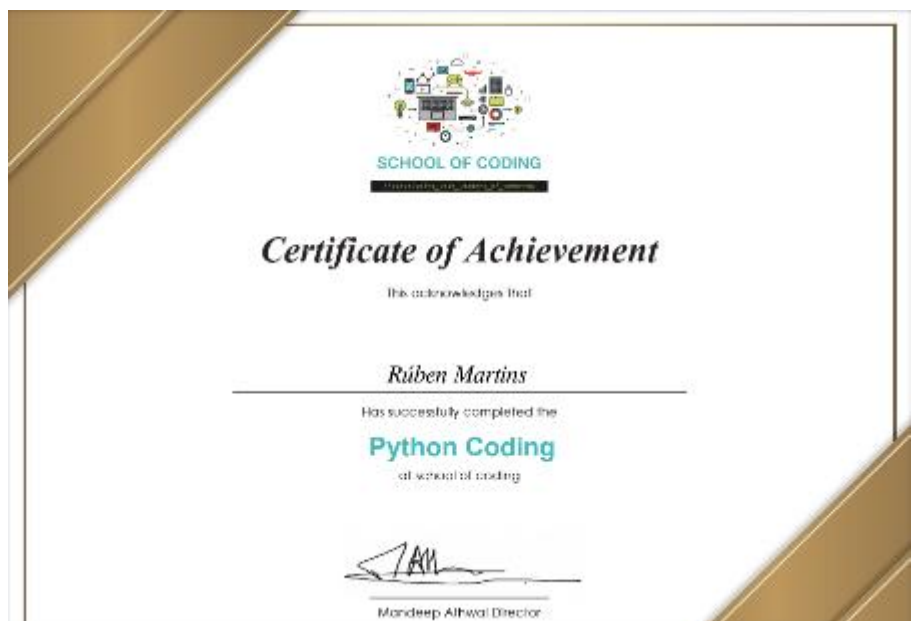 SCHOOL OF CODING
Certificate of Achievement
This acknowledges that
Rúben Martins
Has successfully completed the
Python Coding
at school of coding
Mandeep Athwal Director